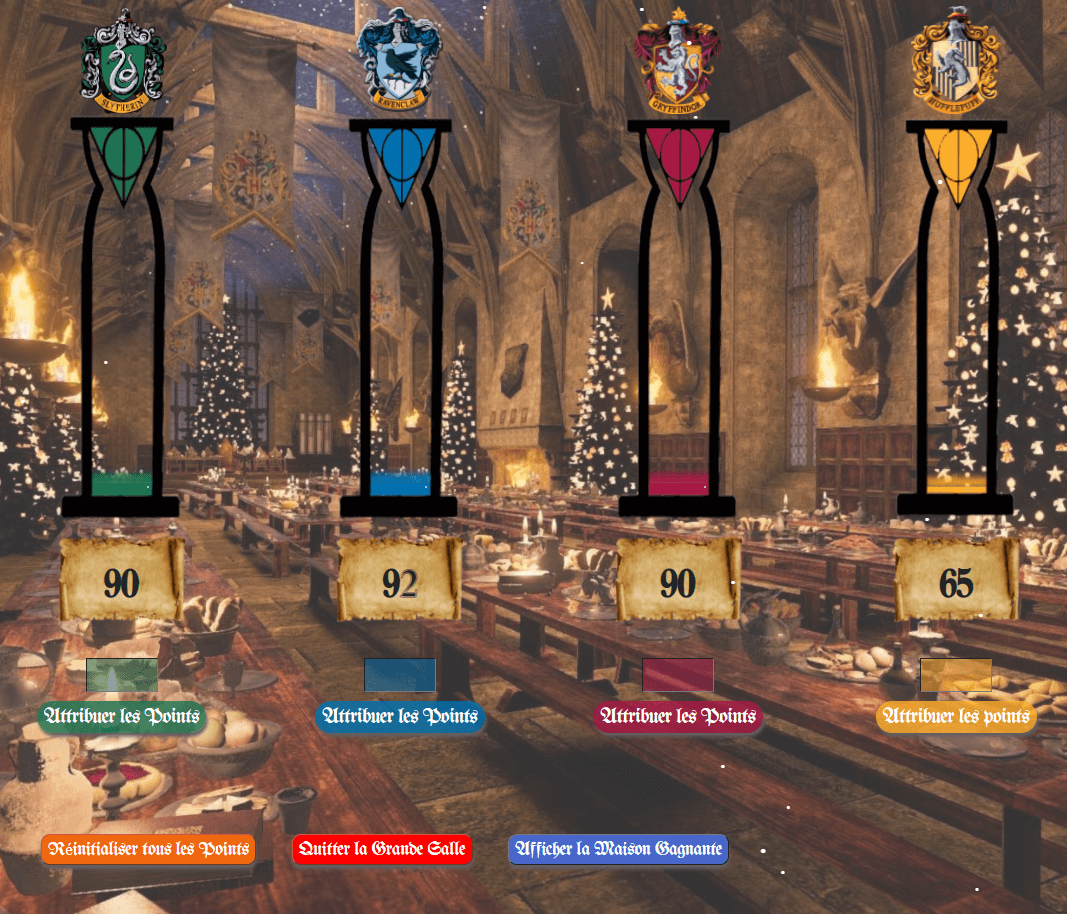 SLYTHERIN
RAVENCLAW
GRYFFINDOR
HUFFLEPUFF
90
92
90
65
Attribuer les Points
Attribuer les Points
Attribuer les Points
Attribuer les points
Réinitialiser tous les Points
Quitter la Grande Salle
Afficher la Maison Gagnante